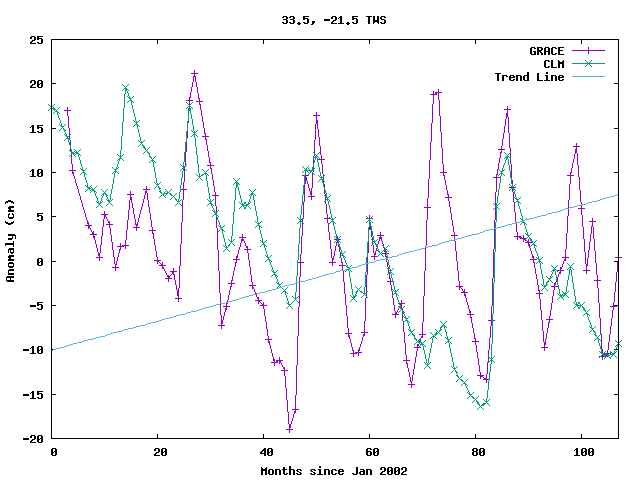 33.5, -21.5 TWS
GRACE
CLM
Trend Line
25
20
15
10
5
0
-5
-10
-15
-20
Anomaly (cm)
0 20 40 60 80 100
Months since Jan 2002